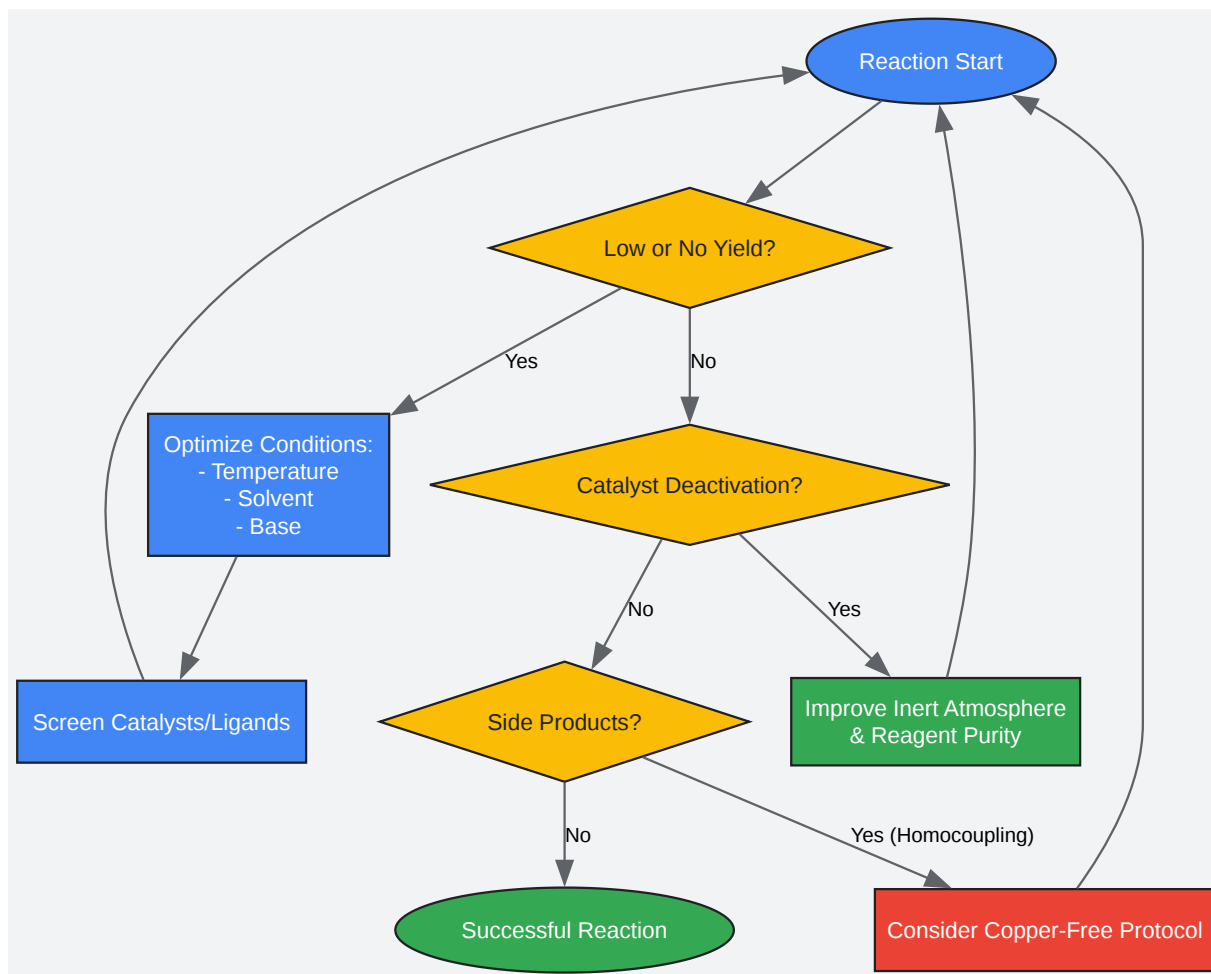 Reaction Start
Low or No Yield?
Yes
No
Optimize Conditions:
- Temperature
- Solvent
- Base
Catalyst Deactivation?
No
Yes
Screen Catalysts/Ligands
Side Products?
Improve Inert Atmosphere
& Reagent Purity
No
Yes (Homocoupling)
Successful Reaction
Consider Copper-Free Protocol